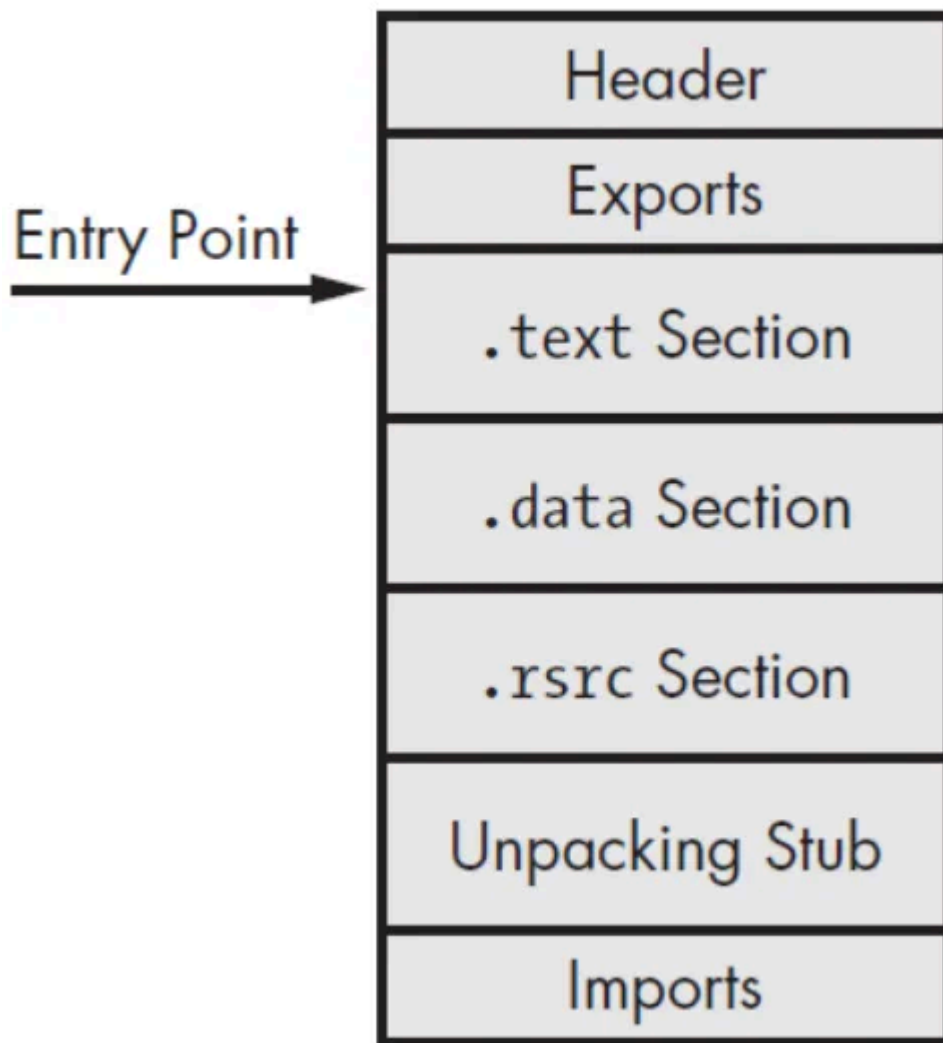 Header
Exports
Entry Point
.text Section
.data Section
.rsrc Section
Unpacking Stub
Imports